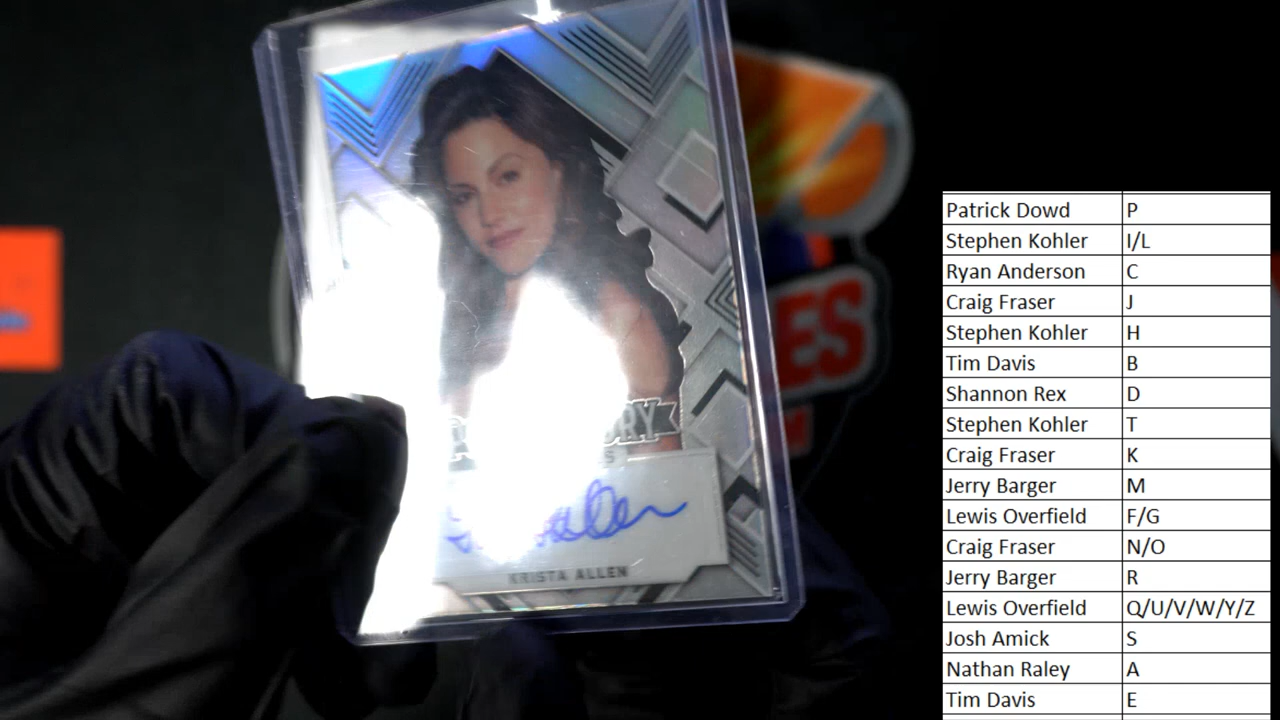 KRISTA ALLEN
ES
Patrick Dowd P
Stephen Kohler I/L
Ryan Anderson C
Craig Fraser J
Stephen Kohler H
Tim Davis B
Shannon Rex D
Stephen Kohler T
Craig Fraser K
Jerry Barger M
Lewis Overfield F/G
Craig Fraser N/O
Jerry Barger R
Lewis Overfield Q/U/V/W/Y/Z
Josh Amick S
Nathan Raley A
Tim Davis E